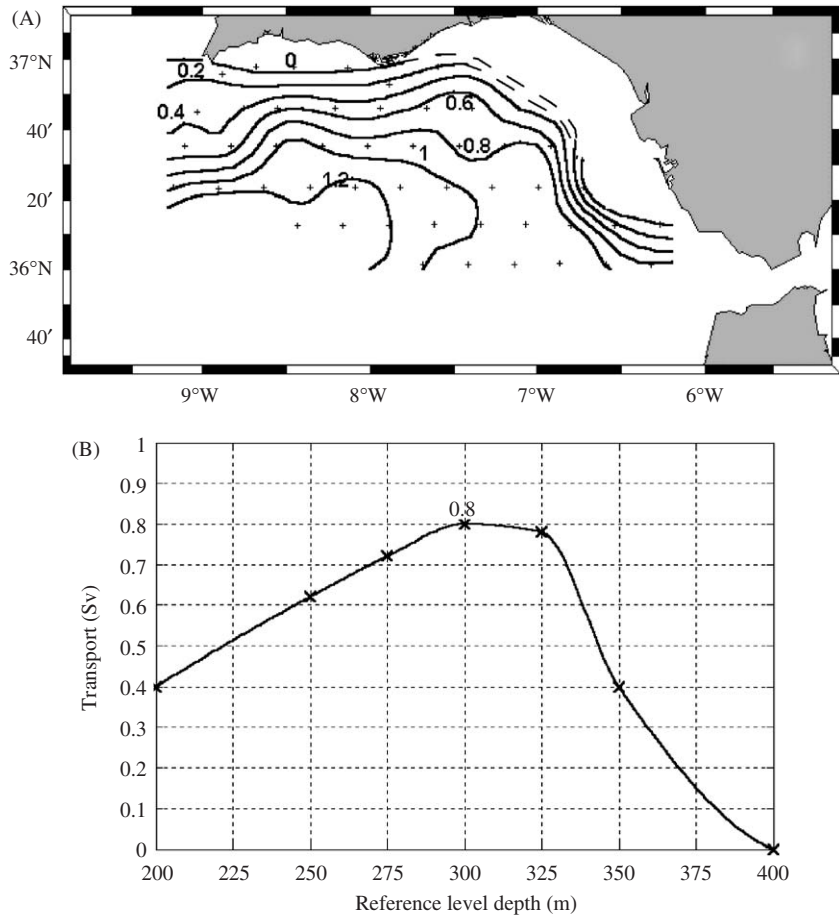 (A)
37°N
40′
20′
36°N
40′
0
0.2
0.4
0.6
0.8
1
1.2
9°W 8°W 7°W 6°W
(B)
1
0.9
0.8
0.7
0.6
0.5
0.4
0.3
0.2
0.1
0v
Transport (Sv)
0.8
200 225 250 275 300 325 350 375 400
Reference level depth (m)